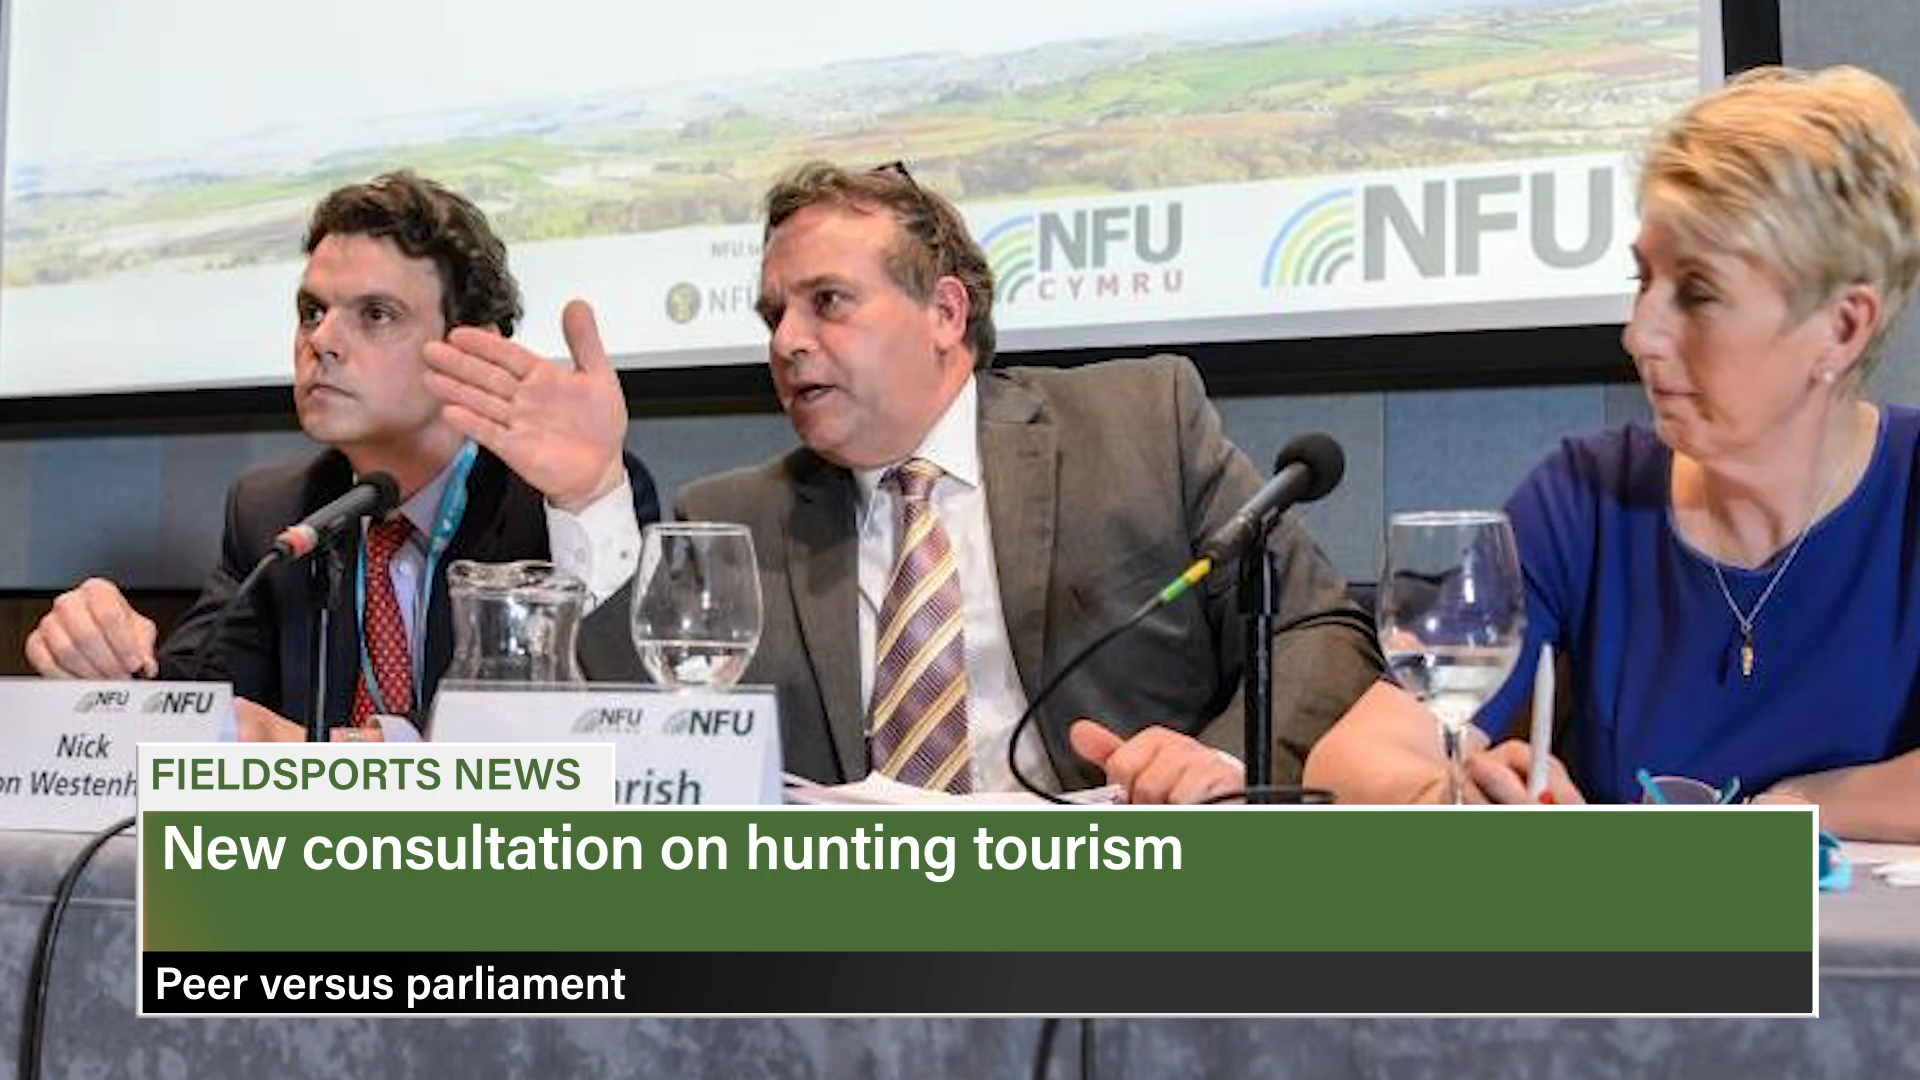 NFU
NFU
CYMRU
NFU
NFU NFU
Nick
on Westenh
NFU NFU
arish
FIELDSPORTS NEWS
New consultation on hunting tourism
Peer versus parliament